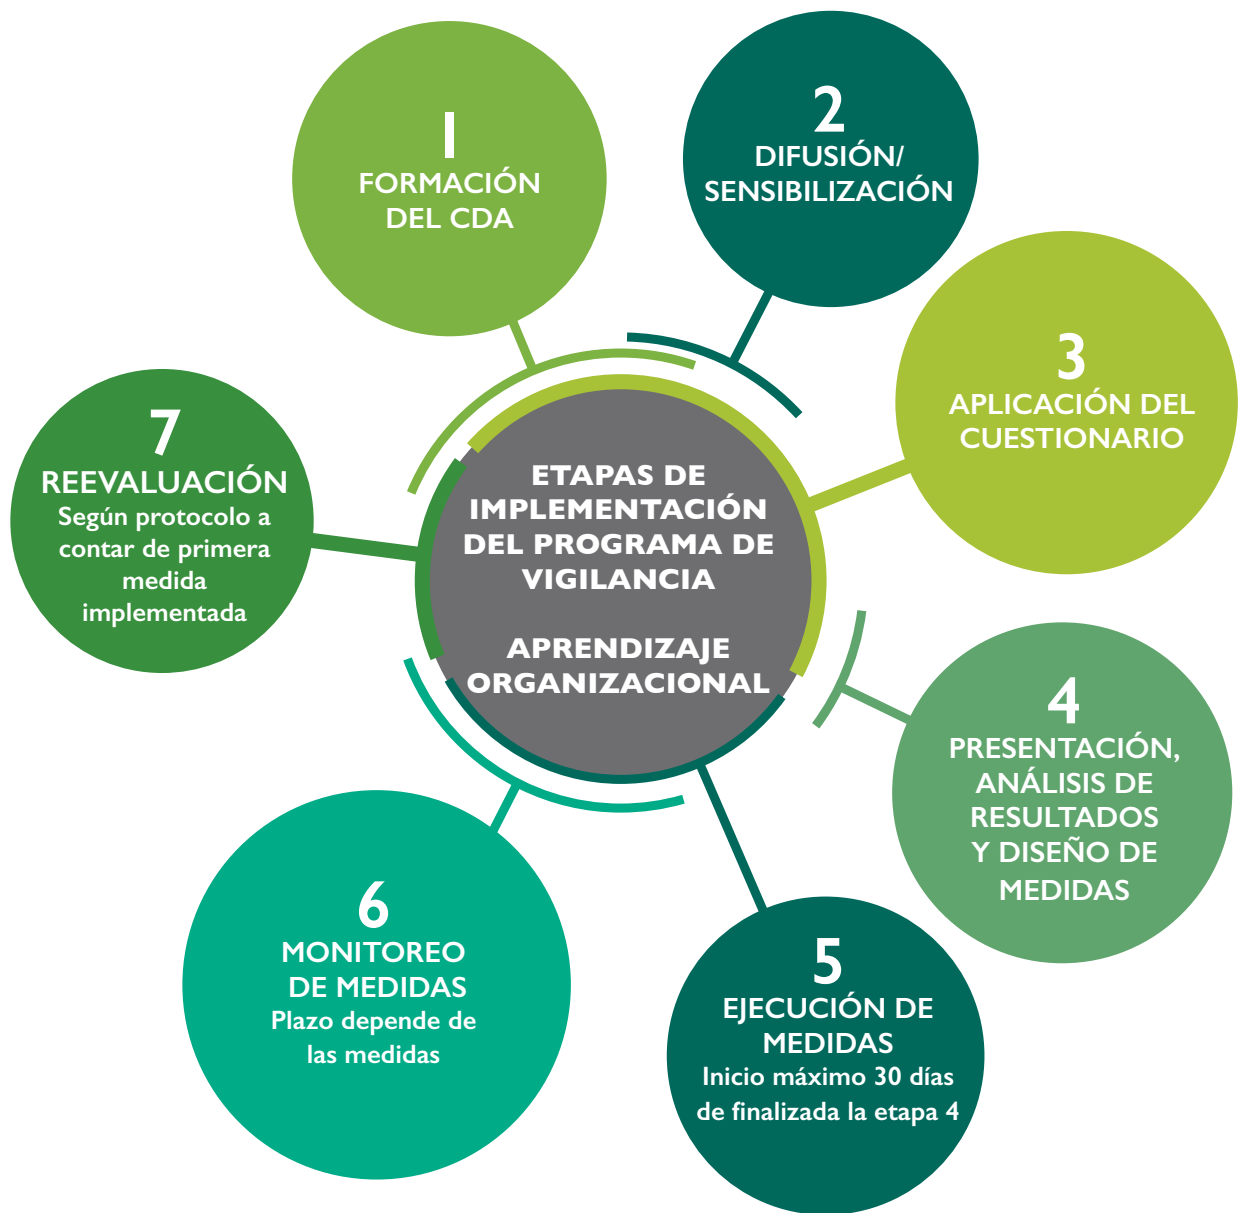 ETAPAS DE
IMPLEMENTACIÓN
DEL PROGRAMA DE
VIGILANCIA
APRENDIZAJE
ORGANIZACIONAL
1
FORMACIÓN
DEL CDA
2
DIFUSIÓN/
SENSIBILIZACIÓN
3
APLICACIÓN DEL
CUESTIONARIO
4
PRESENTACIÓN,
ANÁLISIS DE
RESULTADOS
Y DISEÑO DE
MEDIDAS
5
EJECUCIÓN DE
MEDIDAS
Inicio máximo 30 días
de finalizada la etapa 4
6
MONITOREO
DE MEDIDAS
Plazo depende de
las medidas
7
REEVALUACIÓN
Según protocolo a
contar de primera
medida
implementada